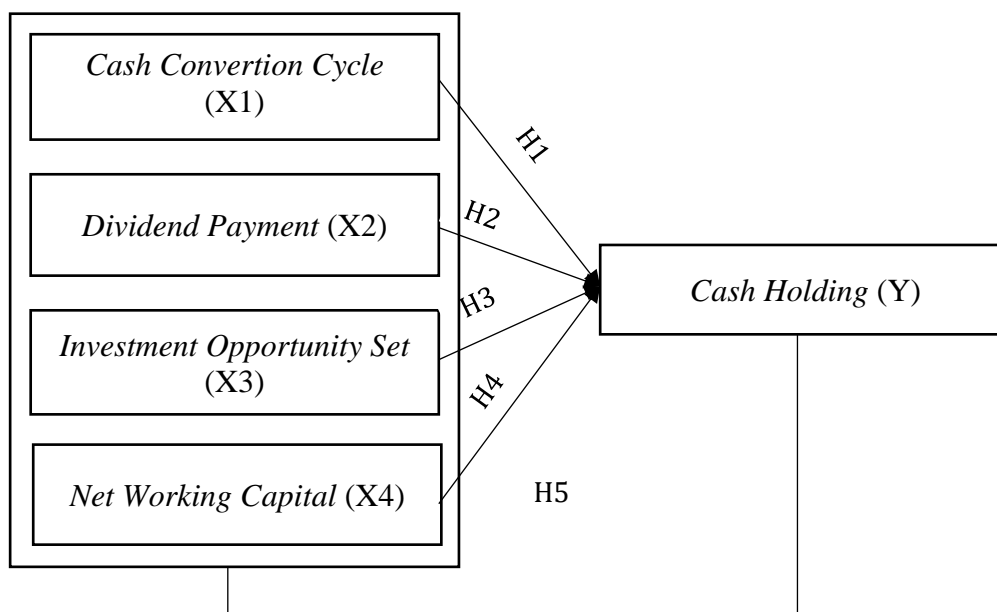 Cash Convertion Cycle
(X1)
H1
Dividend Payment (X2)
H2
Cash Holding (Y)
H3
Investment Opportunity Set
(X3)
H4
Net Working Capital (X4)
H5